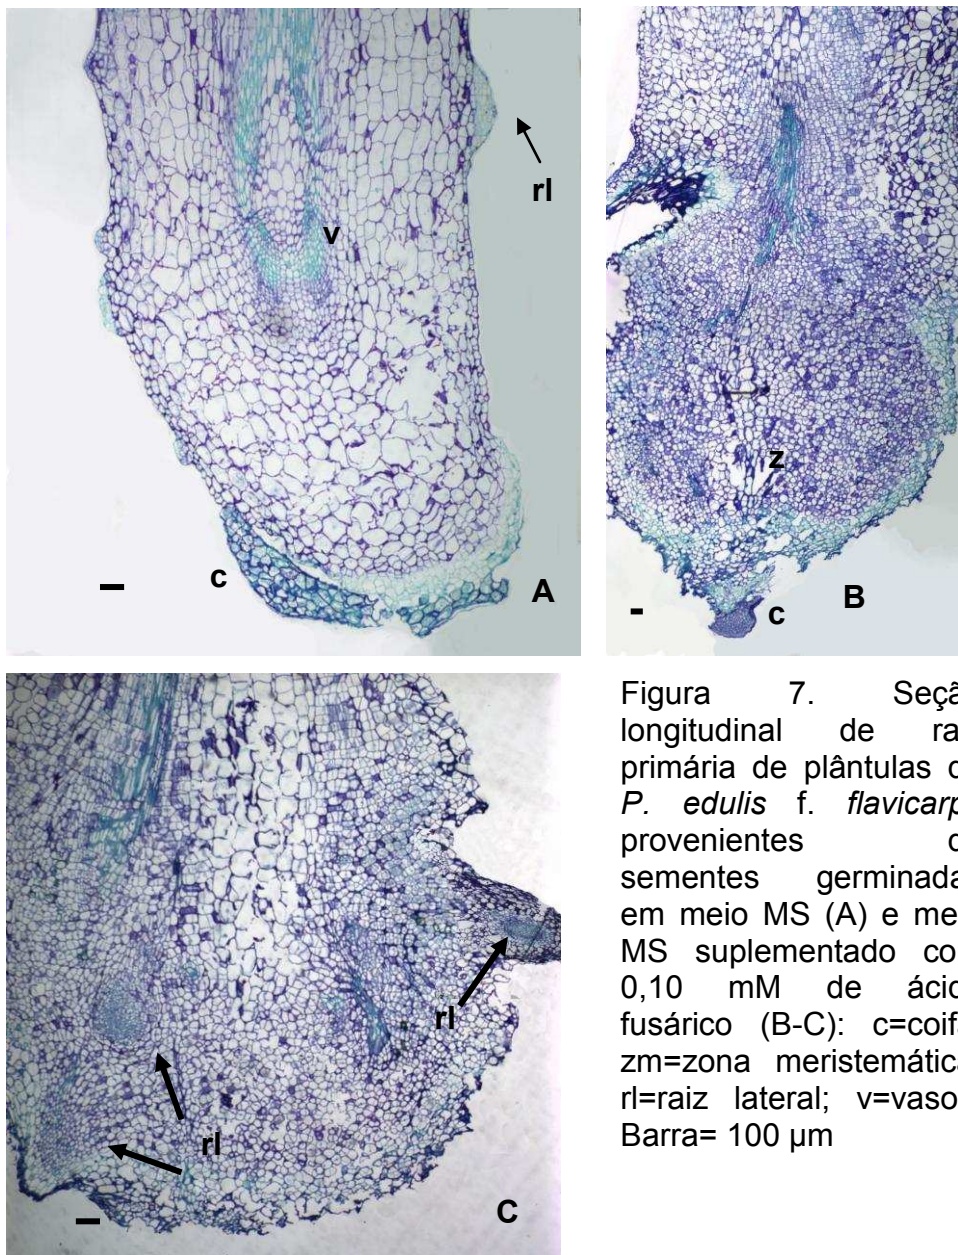 rl
v
c
A
z
B
c
Figura 7. Seçã
longitudinal de ra
primária de plântulas d
P. edulis f. flavicarp
provenientes d
sementes germinada
em meio MS (A) e me
MS suplementado co
0,10 mM de ácid
fusárico (B-C): c=coifa
zm=zona meristemática
rl=raiz lateral; v=vaso
Barra= 100 µm
rl
rl
C